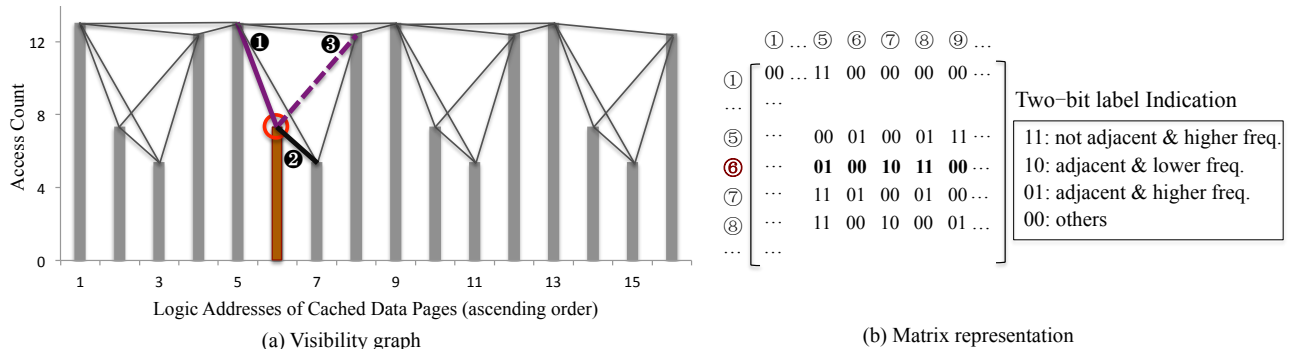 12
8
4
0
Access Count
❶
❸
❷
1 3 5 7 9 11 13 15
Logic Addresses of Cached Data Pages (ascending order)
(a) Visibility graph
① … ⑤ ⑥ ⑦ ⑧ ⑨ …
① 00 … 11 00 00 00 00 …
… …
⑤ … 00 01 00 01 11 …
⑥ … 01 00 10 11 00 …
⑦ … 11 01 00 01 00 …
⑧ … 11 00 10 00 01 …
… …
Two-bit label Indication
11: not adjacent & higher freq.
10: adjacent & lower freq.
01: adjacent & higher freq.
00: others
(b) Matrix representation